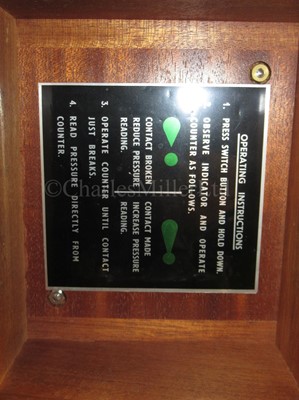 OPERATING INSTRUCTIONS
1. PRESS SWITCH BUTTON AND HOLD DOWN.
2. OBSERVE INDICATOR AND OPERATE
COUNTER AS FOLLOWS.
CONTACT BROKEN
REDUCE PRESSURE
READING.
CONTACT MADE
INCREASE PRESSURE
READING.
3. OPERATE COUNTER UNTIL CONTACT
JUST BREAKS.
4. READ PRESSURE DIRECTLY FROM
COUNTER.
©CharlesMille